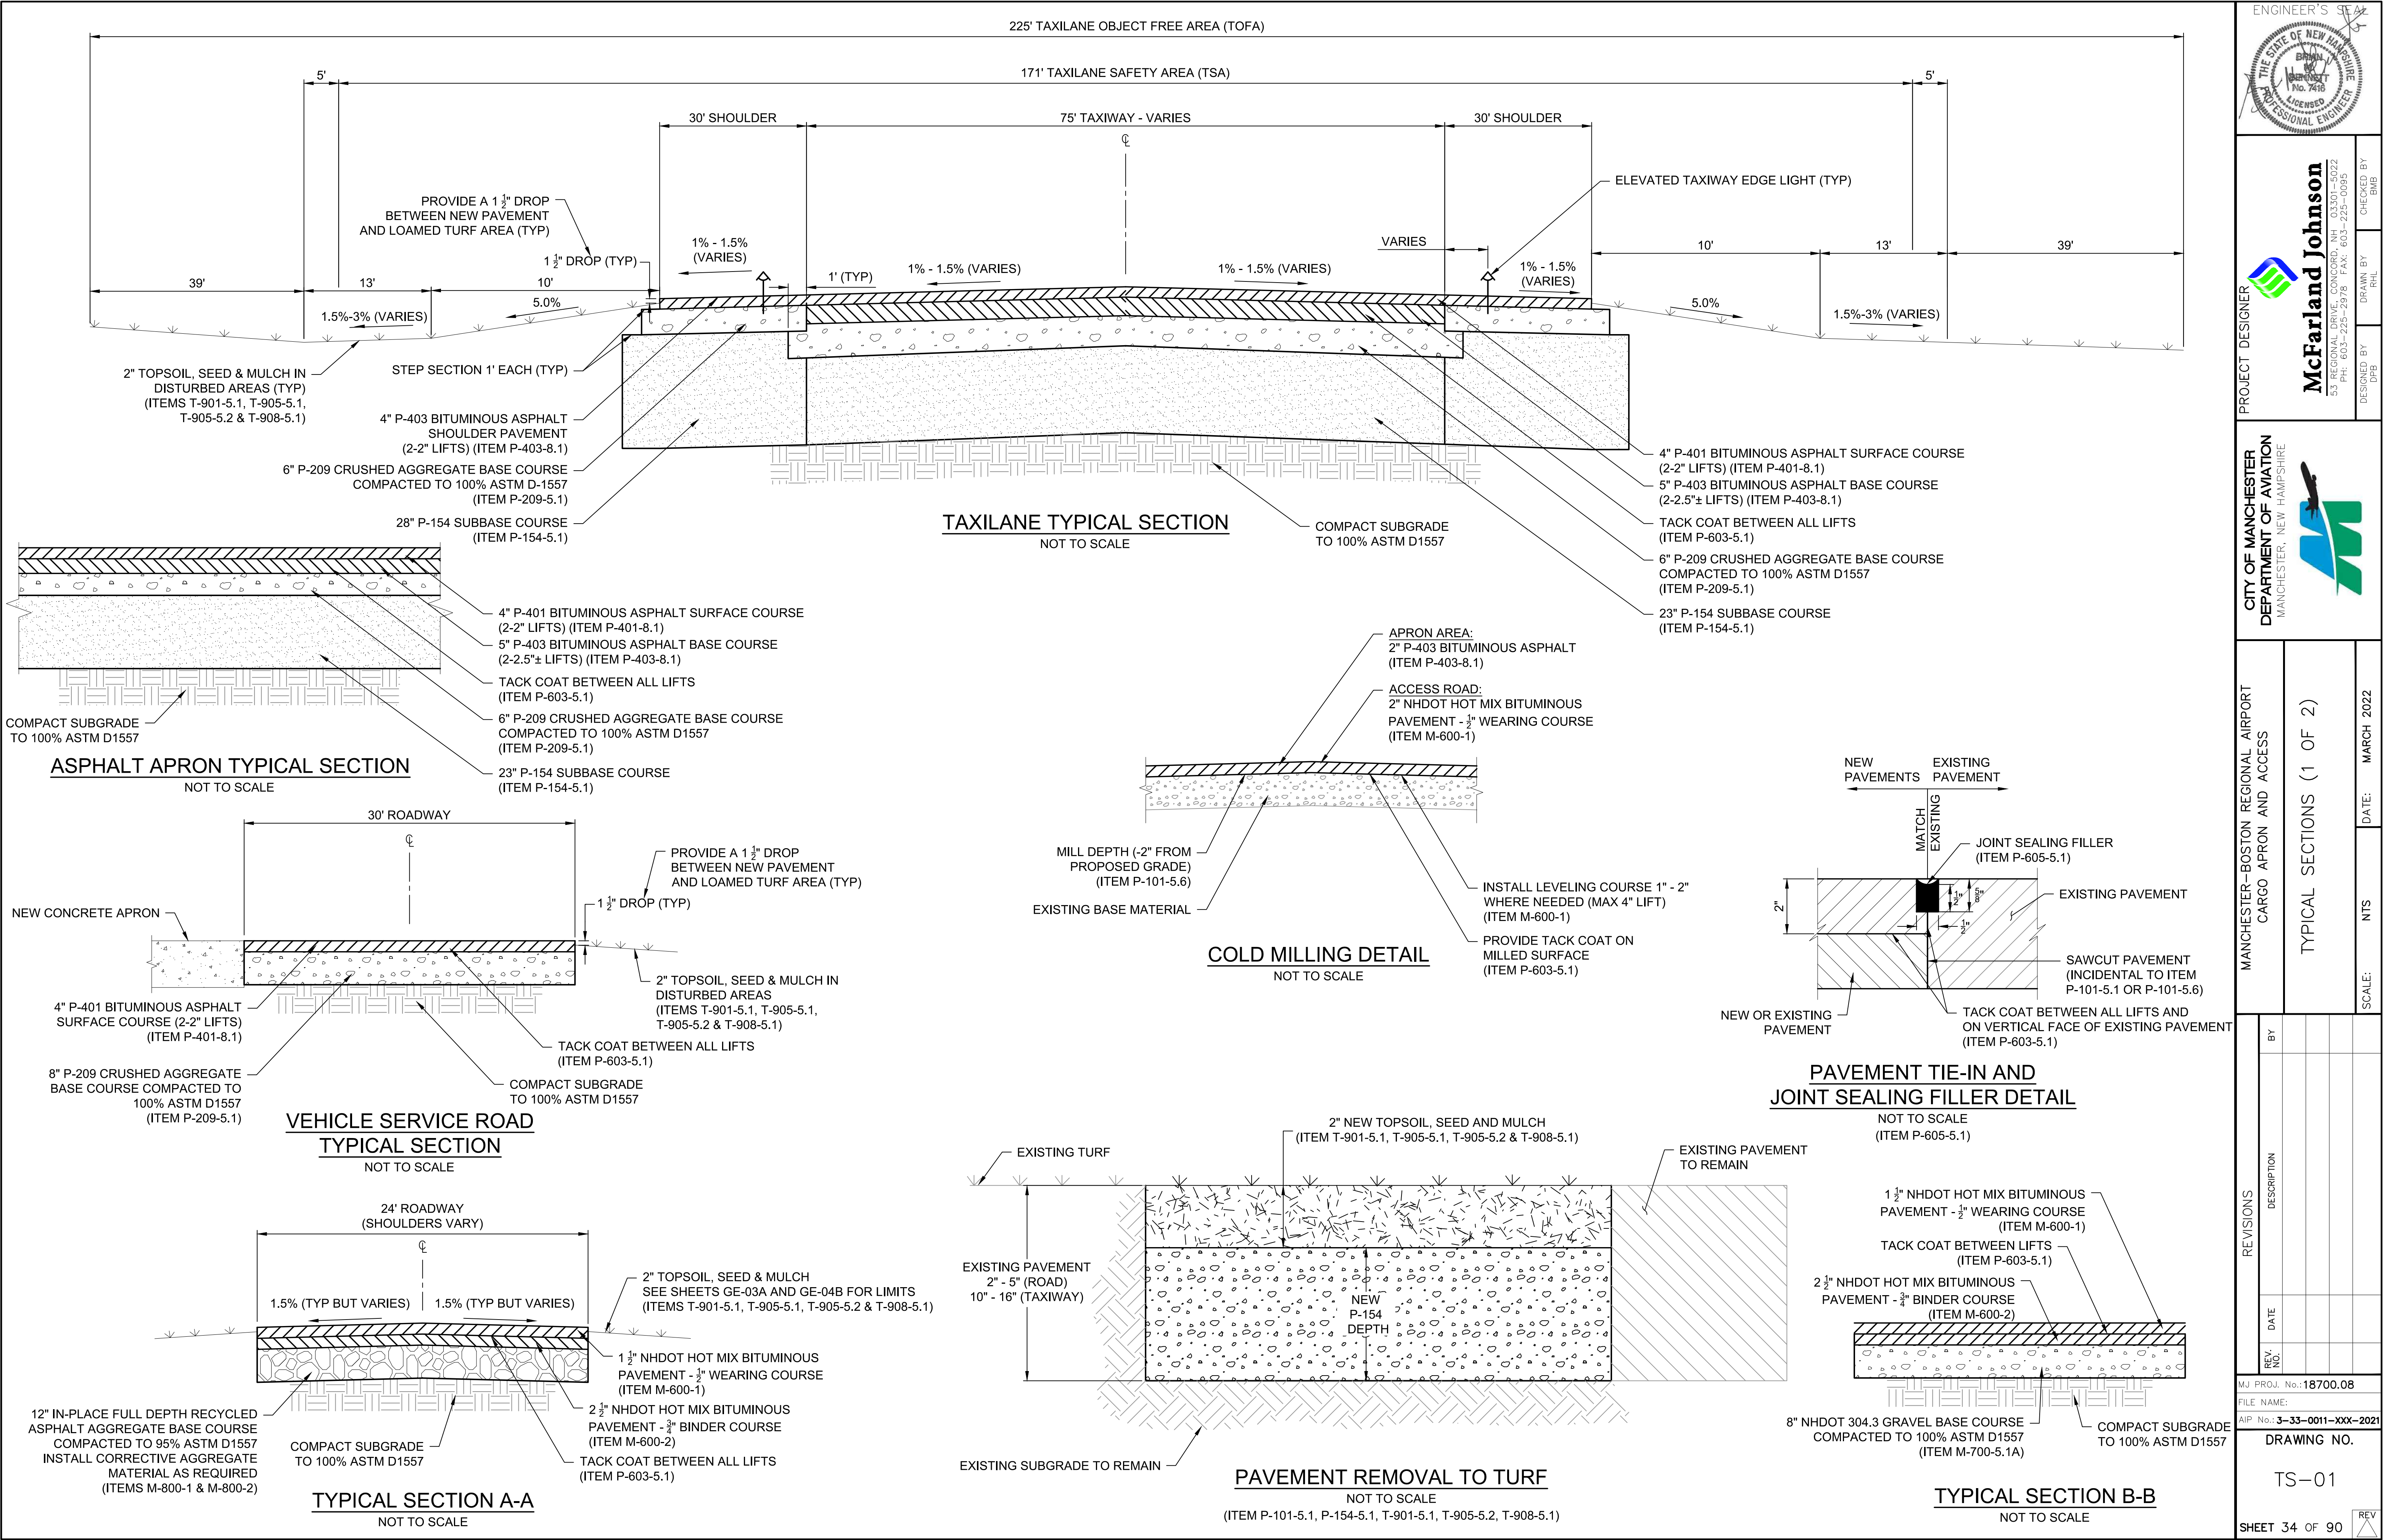 225' TAXILANE OBJECT FREE AREA (TOFA)
5'
171' TAXILANE SAFETY AREA (TSA)
5'
30' SHOULDER
75' TAXIWAY - VARIES
30' SHOULDER
℄
PROVIDE A 1 1/2" DROP
BETWEEN NEW PAVEMENT
AND LOAMED TURF AREA (TYP)
1 1/2" DROP (TYP)
1% - 1.5%
(VARIES)
1' (TYP)
1% - 1.5% (VARIES)
1% - 1.5% (VARIES)
VARIES
ELEVATED TAXIWAY EDGE LIGHT (TYP)
1% - 1.5%
(VARIES)
39'
13'
10'
5.0%
1.5%-3% (VARIES)
10'
13'
39'
5.0%
1.5%-3% (VARIES)
2" TOPSOIL, SEED & MULCH IN
DISTURBED AREAS (TYP)
(ITEMS T-901-5.1, T-905-5.1,
T-905-5.2 & T-908-5.1)
STEP SECTION 1' EACH (TYP)
4" P-403 BITUMINOUS ASPHALT
SHOULDER PAVEMENT
(2-2" LIFTS) (ITEM P-403-8.1)
6" P-209 CRUSHED AGGREGATE BASE COURSE
COMPACTED TO 100% ASTM D-1557
(ITEM P-209-5.1)
28" P-154 SUBBASE COURSE
(ITEM P-154-5.1)
TAXILANE TYPICAL SECTION
NOT TO SCALE
COMPACT SUBGRADE
TO 100% ASTM D1557
4" P-401 BITUMINOUS ASPHALT SURFACE COURSE
(2-2" LIFTS) (ITEM P-401-8.1)
5" P-403 BITUMINOUS ASPHALT BASE COURSE
(2-2.5"± LIFTS) (ITEM P-403-8.1)
TACK COAT BETWEEN ALL LIFTS
(ITEM P-603-5.1)
6" P-209 CRUSHED AGGREGATE BASE COURSE
COMPACTED TO 100% ASTM D1557
(ITEM P-209-5.1)
23" P-154 SUBBASE COURSE
(ITEM P-154-5.1)
4" P-401 BITUMINOUS ASPHALT SURFACE COURSE
(2-2" LIFTS) (ITEM P-401-8.1)
5" P-403 BITUMINOUS ASPHALT BASE COURSE
(2-2.5"± LIFTS) (ITEM P-403-8.1)
TACK COAT BETWEEN ALL LIFTS
(ITEM P-603-5.1)
6" P-209 CRUSHED AGGREGATE BASE COURSE
COMPACTED TO 100% ASTM D1557
(ITEM P-209-5.1)
23" P-154 SUBBASE COURSE
(ITEM P-154-5.1)
COMPACT SUBGRADE
TO 100% ASTM D1557
ASPHALT APRON TYPICAL SECTION
NOT TO SCALE
APRON AREA:
2" P-403 BITUMINOUS ASPHALT
(ITEM P-403-8.1)
ACCESS ROAD:
2" NHDOT HOT MIX BITUMINOUS
PAVEMENT - 1/2" WEARING COURSE
(ITEM M-600-1)
MILL DEPTH (-2" FROM
PROPOSED GRADE)
(ITEM P-101-5.6)
EXISTING BASE MATERIAL
INSTALL LEVELING COURSE 1" - 2"
WHERE NEEDED (MAX 4" LIFT)
(ITEM M-600-1)
PROVIDE TACK COAT ON
MILLED SURFACE
(ITEM P-603-5.1)
COLD MILLING DETAIL
NOT TO SCALE
NEW
PAVEMENTS
EXISTING
PAVEMENT
MATCH
EXISTING
JOINT SEALING FILLER
(ITEM P-605-5.1)
2"
1/2"
5/8"
1/2"
EXISTING PAVEMENT
SAWCUT PAVEMENT
(INCIDENTAL TO ITEM
P-101-5.1 OR P-101-5.6)
NEW OR EXISTING
PAVEMENT
TACK COAT BETWEEN ALL LIFTS AND
ON VERTICAL FACE OF EXISTING PAVEMENT
(ITEM P-603-5.1)
PAVEMENT TIE-IN AND
JOINT SEALING FILLER DETAIL
NOT TO SCALE
(ITEM P-605-5.1)
30' ROADWAY
℄
PROVIDE A 1 1/2" DROP
BETWEEN NEW PAVEMENT
AND LOAMED TURF AREA (TYP)
1 1/2" DROP (TYP)
NEW CONCRETE APRON
4" P-401 BITUMINOUS ASPHALT
SURFACE COURSE (2-2" LIFTS)
(ITEM P-401-8.1)
8" P-209 CRUSHED AGGREGATE
BASE COURSE COMPACTED TO
100% ASTM D1557
(ITEM P-209-5.1)
2" TOPSOIL, SEED & MULCH IN
DISTURBED AREAS
(ITEMS T-901-5.1, T-905-5.1,
T-905-5.2 & T-908-5.1)
TACK COAT BETWEEN ALL LIFTS
(ITEM P-603-5.1)
COMPACT SUBGRADE
TO 100% ASTM D1557
VEHICLE SERVICE ROAD
TYPICAL SECTION
NOT TO SCALE
24' ROADWAY
(SHOULDERS VARY)
℄
1.5% (TYP BUT VARIES)
1.5% (TYP BUT VARIES)
2" TOPSOIL, SEED & MULCH
SEE SHEETS GE-03A AND GE-04B FOR LIMITS
(ITEMS T-901-5.1, T-905-5.1, T-905-5.2 & T-908-5.1)
1 1/2" NHDOT HOT MIX BITUMINOUS
PAVEMENT - 1/2" WEARING COURSE
(ITEM M-600-1)
2 1/2" NHDOT HOT MIX BITUMINOUS
PAVEMENT - 3/4" BINDER COURSE
(ITEM M-600-2)
TACK COAT BETWEEN ALL LIFTS
(ITEM P-603-5.1)
12" IN-PLACE FULL DEPTH RECYCLED
ASPHALT AGGREGATE BASE COURSE
COMPACTED TO 95% ASTM D1557
INSTALL CORRECTIVE AGGREGATE
MATERIAL AS REQUIRED
(ITEMS M-800-1 & M-800-2)
COMPACT SUBGRADE
TO 100% ASTM D1557
TYPICAL SECTION A-A
NOT TO SCALE
2" NEW TOPSOIL, SEED AND MULCH
(ITEM T-901-5.1, T-905-5.1, T-905-5.2 & T-908-5.1)
EXISTING TURF
EXISTING PAVEMENT
TO REMAIN
EXISTING PAVEMENT
2" - 5" (ROAD)
10" - 16" (TAXIWAY)
NEW
P-154
DEPTH
EXISTING SUBGRADE TO REMAIN
PAVEMENT REMOVAL TO TURF
NOT TO SCALE
(ITEM P-101-5.1, P-154-5.1, T-901-5.1, T-905-5.2, T-908-5.1)
1 1/2" NHDOT HOT MIX BITUMINOUS
PAVEMENT - 1/2" WEARING COURSE
(ITEM M-600-1)
TACK COAT BETWEEN LIFTS
(ITEM P-603-5.1)
2 1/2" NHDOT HOT MIX BITUMINOUS
PAVEMENT - 3/4" BINDER COURSE
(ITEM M-600-2)
8" NHDOT 304.3 GRAVEL BASE COURSE
COMPACTED TO 100% ASTM D1557
(ITEM M-700-5.1A)
COMPACT SUBGRADE
TO 100% ASTM D1557
TYPICAL SECTION B-B
NOT TO SCALE
ENGINEER'S SEAL
THE STATE OF NEW HAMPSHIRE
BRIAN
BENNETT
No. 7416
LICENSED
PROFESSIONAL ENGINEER
PROJECT DESIGNER
McFarland Johnson
53 REGIONAL DRIVE, CONCORD, NH 03301-5022
PH: 603-225-2978 FAX: 603-225-0095
DESIGNED BY
DPB
DRAWN BY
RHL
CHECKED BY
BMB
CITY OF MANCHESTER
DEPARTMENT OF AVIATION
MANCHESTER, NEW HAMPSHIRE
MANCHESTER-BOSTON REGIONAL AIRPORT
CARGO APRON AND ACCESS
TYPICAL SECTIONS (1 OF 2)
SCALE: NTS
DATE: MARCH 2022
REVISIONS
REV. NO.
DATE
DESCRIPTION
BY
MJ PROJ. No.: 18700.08
FILE NAME:
AIP No.: 3-33-0011-XXX-2021
DRAWING NO.
TS-01
SHEET 34 OF 90
REV